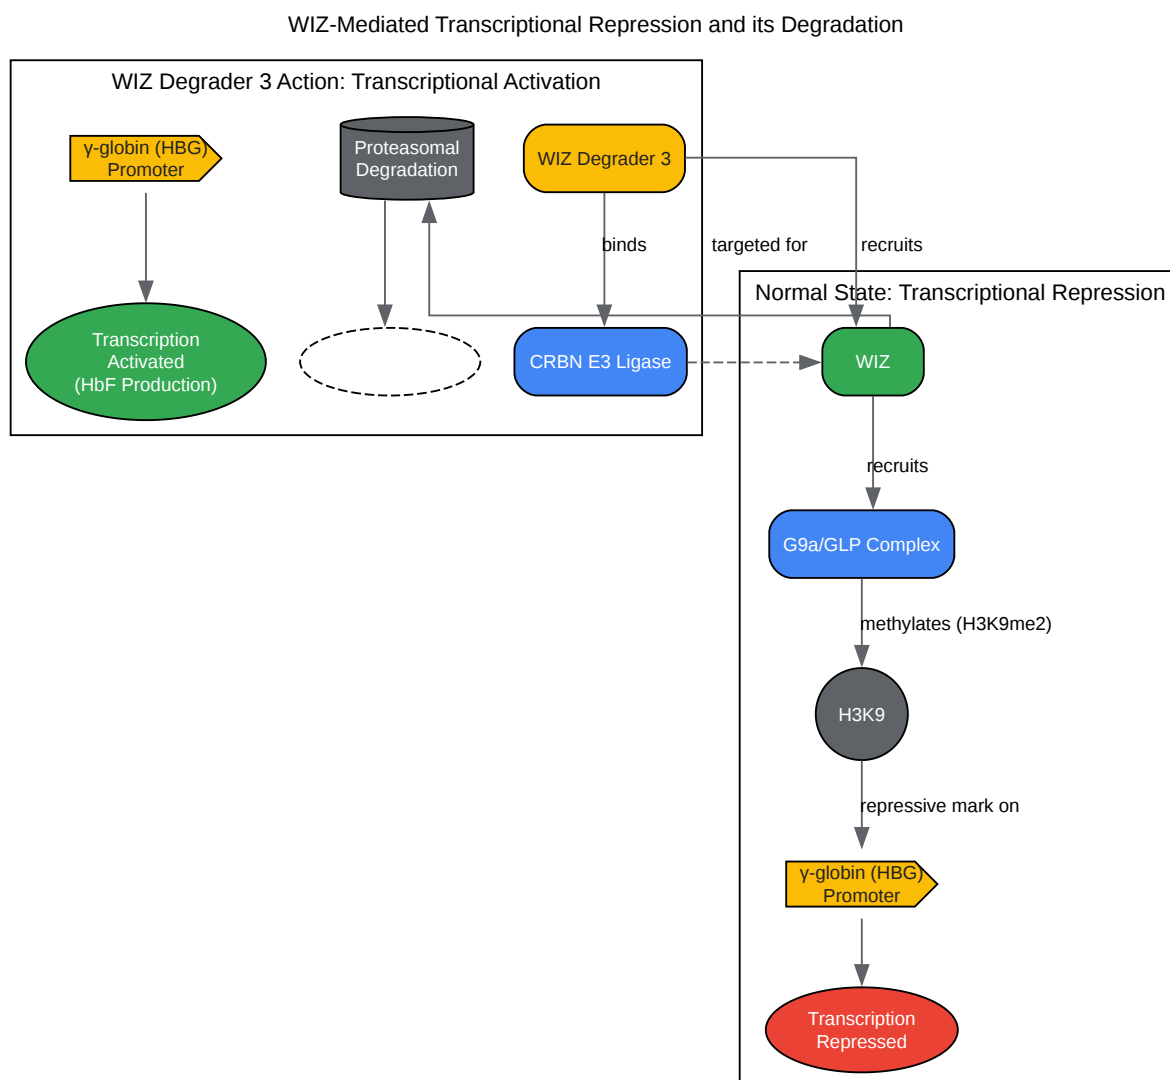 WIZ-Mediated Transcriptional Repression and its Degradation
WIZ Degrader 3 Action: Transcriptional Activation
γ-globin (HBG)
Promoter
Proteasomal
Degradation
WIZ Degrader 3
binds
targeted for
recruits
Normal State: Transcriptional Repression
Transcription
Activated
(HbF Production)
CRBN E3 Ligase
WIZ
recruits
G9a/GLP Complex
methylates (H3K9me2)
H3K9
repressive mark on
γ-globin (HBG)
Promoter
Transcription
Repressed